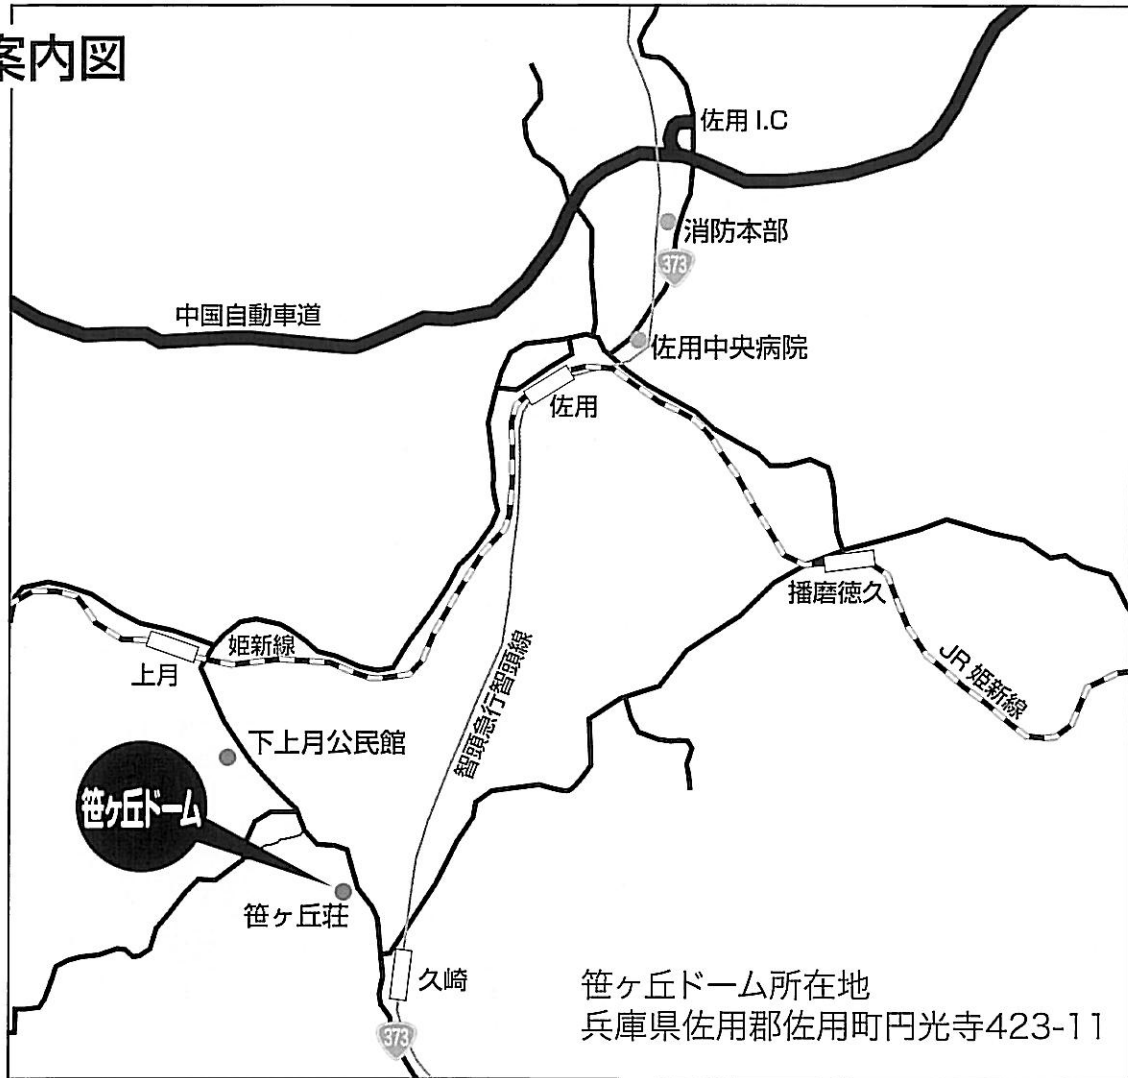 案内図
佐用 I.C
消防本部
373
中国自動車道
佐用中央病院
佐用
播磨徳久
姫新線
上月
JR 姫新線
智頭急行智頭線
下上月公民館
笹ヶ丘ドーム
笹ヶ丘荘
久崎
373
笹ヶ丘ドーム所在地
兵庫県佐用郡佐用町円光寺423-11